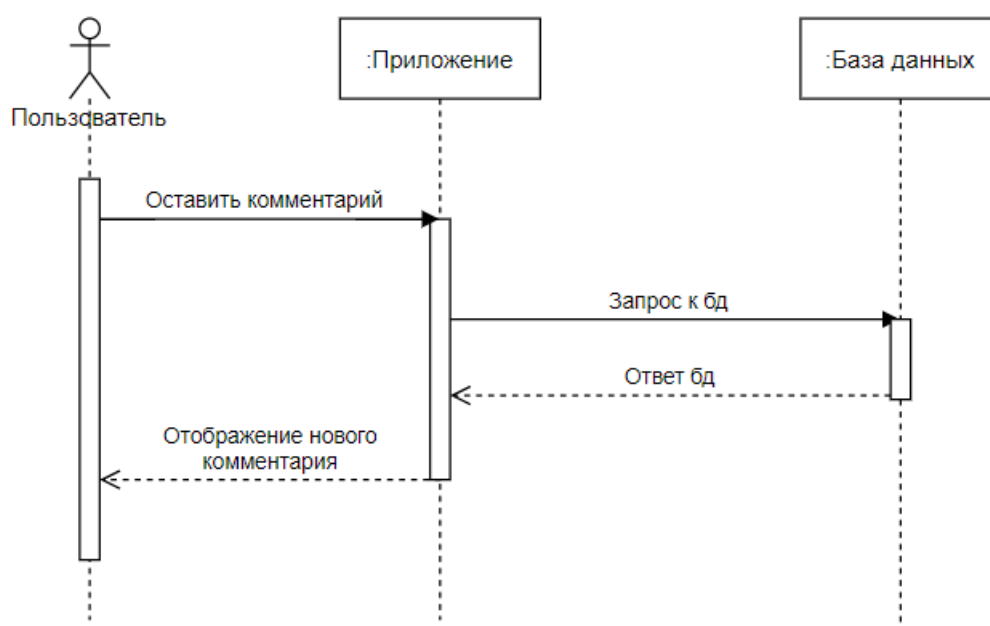 :Приложение
:База данных
Пользователь
Оставить комментарий
Запрос к бд
Ответ бд
Отображение нового
комментария